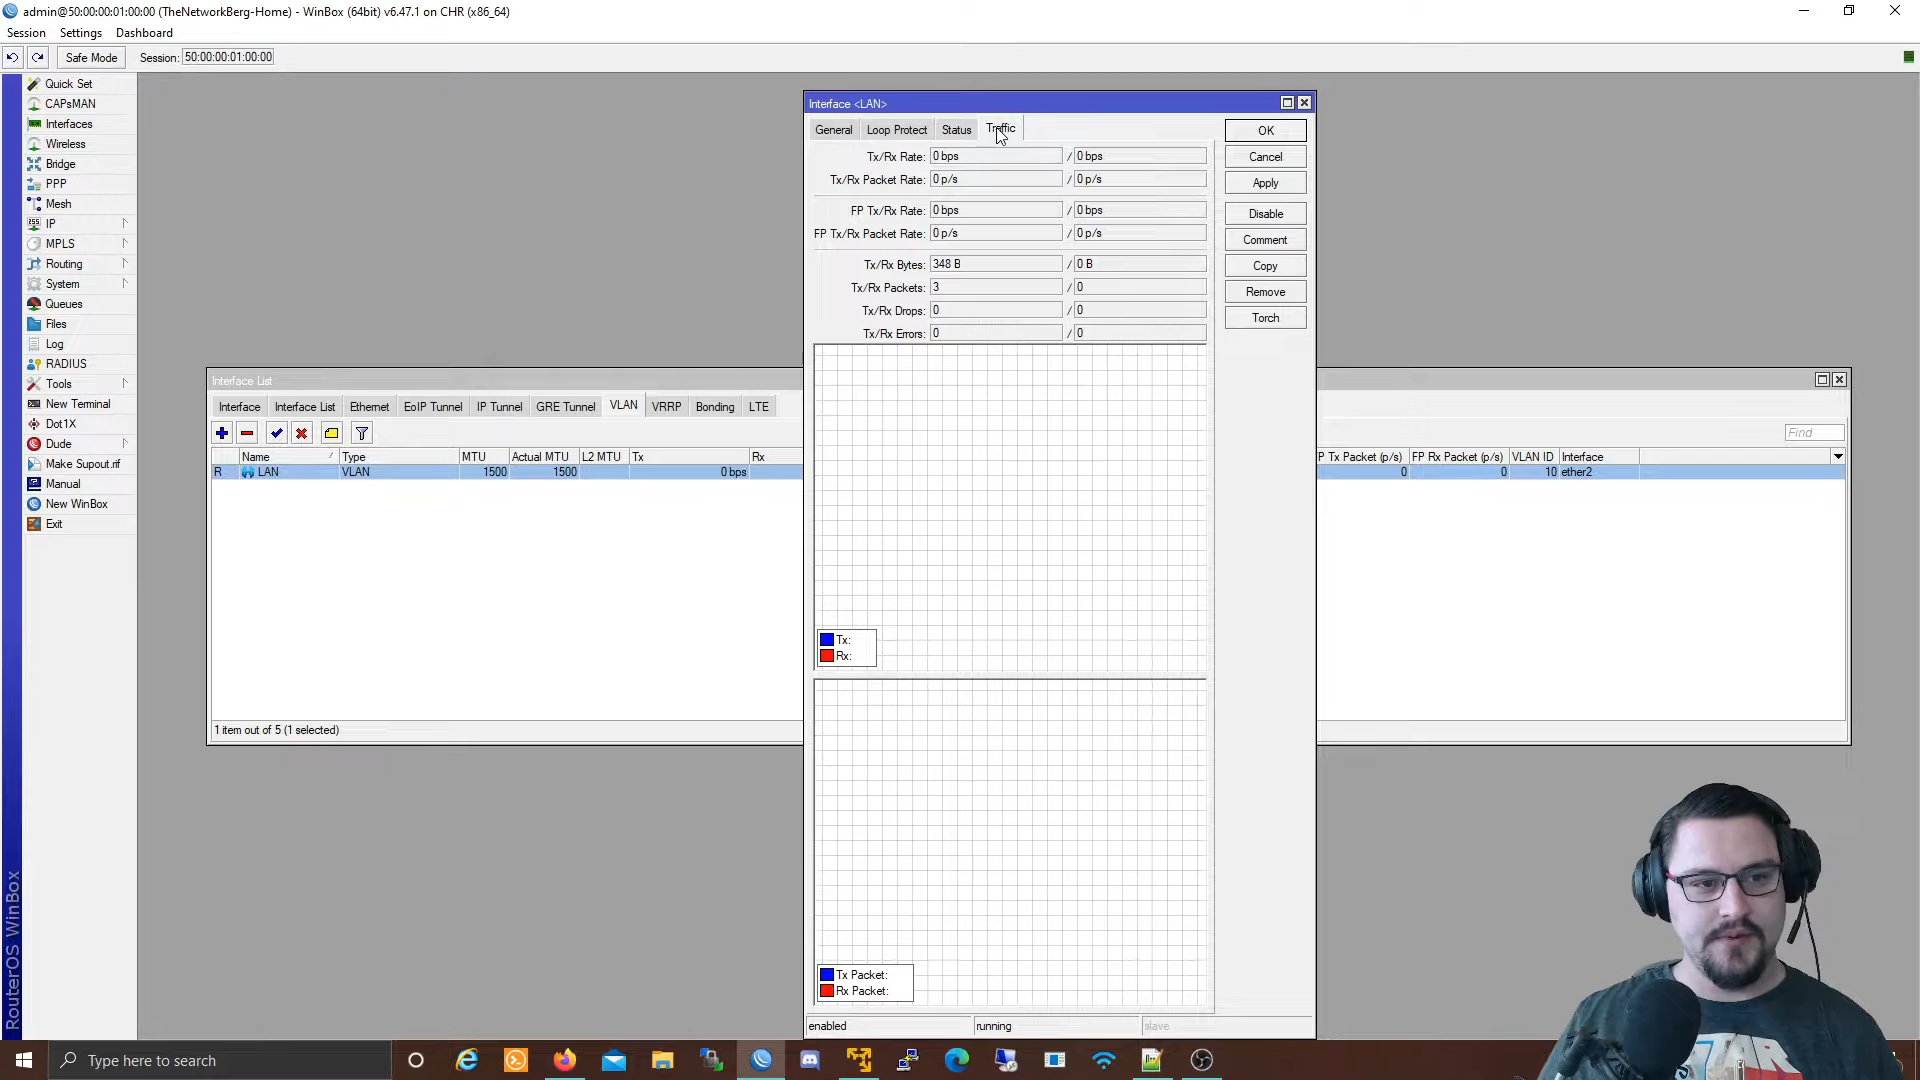 admin@50:00:00:01:00:00 (TheNetworkBerg-Home) - WinBox (64bit) v6.47.1 on CHR (x86_64)
Session Settings Dashboard
Safe Mode Session: 50:00:00:01:00:00
Quick Set
CAPsMAN
Interfaces
Wireless
Bridge
PPP
Mesh
IP
MPLS
Routing
System
Queues
Files
Log
RADIUS
Tools
New Terminal
Dot1X
Dude
Make Supout.rif
Manual
New WinBox
Exit
RouterOS WinBox
Interface <LAN>
General Loop Protect Status Traffic
Tx/Rx Rate: 0 bps / 0 bps
Tx/Rx Packet Rate: 0 p/s / 0 p/s
FP Tx/Rx Rate: 0 bps / 0 bps
FP Tx/Rx Packet Rate: 0 p/s / 0 p/s
Tx/Rx Bytes: 348 B / 0 B
Tx/Rx Packets: 3 / 0
Tx/Rx Drops: 0 / 0
Tx/Rx Errors: 0 / 0
Tx:
Rx:
Tx Packet:
Rx Packet:
enabled running slave
OK
Cancel
Apply
Disable
Comment
Copy
Remove
Torch
Interface List
Interface Interface List Ethernet EoIP Tunnel IP Tunnel GRE Tunnel VLAN VRRP Bonding LTE
Find
Name / Type MTU Actual MTU L2 MTU Tx Rx P Tx Packet (p/s) FP Rx Packet (p/s) VLAN ID Interface
R LAN VLAN 1500 1500 0 bps 0 0 10 ether2
1 item out of 5 (1 selected)
Type here to search